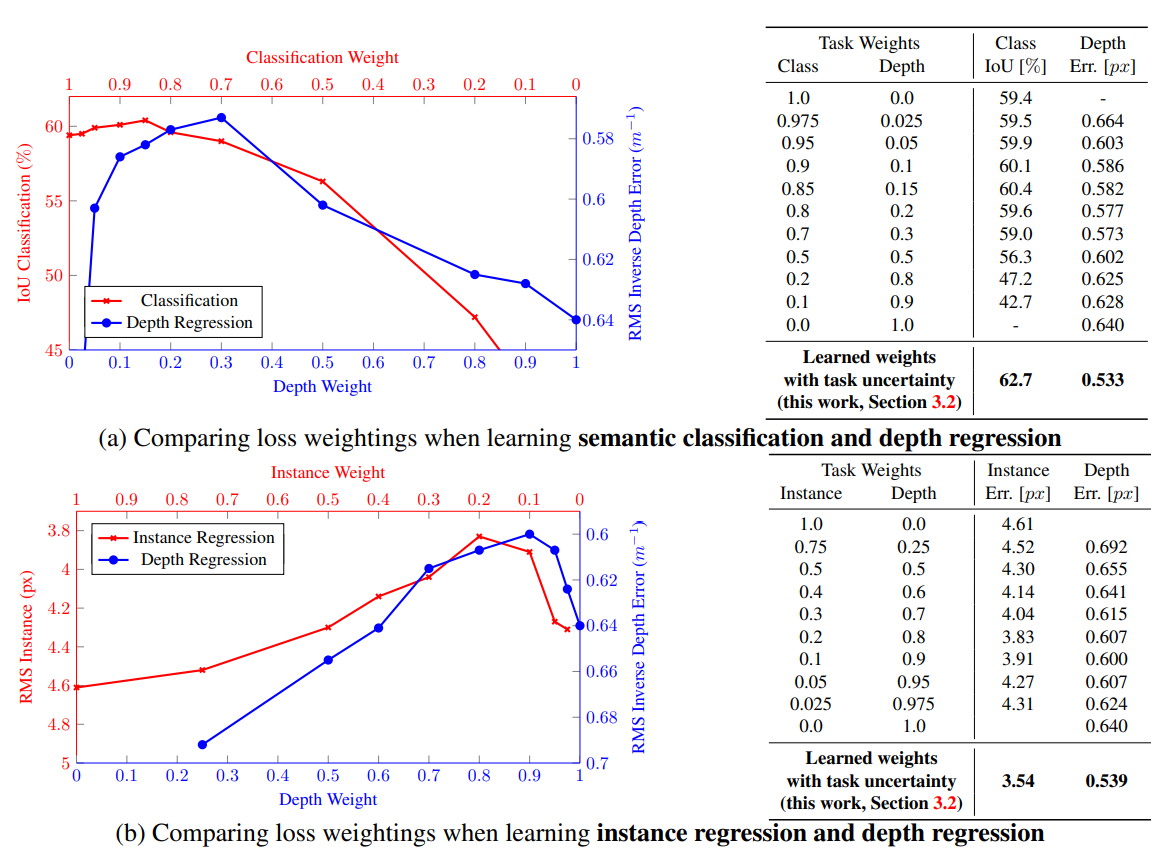 Classification Weight
1 0.9 0.8 0.7 0.5 0.2 0
60
55
50
45
IoU Classification (%)
Classification
Depth Regression
0.58
0.6
0.62
0.64
RMS Inverse Depth Error (m⁻¹)
0 0.1 0.2 0.3 0.4 0.5 0.6 0.7 0.8 0.9 1
Depth Weight
Task Weights Class Depth
Class Depth IoU [%] Err. [px]
1.0 0.0 59.4 -
0.975 0.025 59.5 0.664
0.95 0.05 59.9 0.603
0.9 0.1 60.1 0.586
0.85 0.15 60.4 0.582
0.8 0.2 59.6 0.577
0.7 0.3 59.0 0.573
0.5 0.5 56.3 0.602
0.2 0.8 47.2 0.625
0.1 0.9 42.7 0.628
0.0 1.0 - 0.640
Learned weights
with task uncertainty 62.7 0.533
(this work, Section 3.2)
(a) Comparing loss weightings when learning semantic classification and depth regression
Instance Weight
1 0.9 0.8 0.7 0.6 0.5 0.4 0.3 0.2 0.1 0
3.8
4
4.2
4.4
4.6
4.8
5
RMS Instance (px)
Instance Regression
Depth Regression
0.6
0.62
0.64
0.66
0.68
0.7
RMS Inverse Depth Error (m⁻¹)
0 0.1 0.2 0.3 0.4 0.5 0.6 0.7 0.8 0.9 1
Depth Weight
Task Weights Instance Depth
Instance Depth Err. [px] Err. [px]
1.0 0.0 4.61
0.75 0.25 4.52 0.692
0.5 0.5 4.30 0.655
0.4 0.6 4.14 0.641
0.3 0.7 4.04 0.615
0.2 0.8 3.83 0.607
0.1 0.9 3.91 0.600
0.05 0.95 4.27 0.607
0.025 0.975 4.31 0.624
0.0 1.0 0.640
Learned weights
with task uncertainty 3.54 0.539
(this work, Section 3.2)
(b) Comparing loss weightings when learning instance regression and depth regression